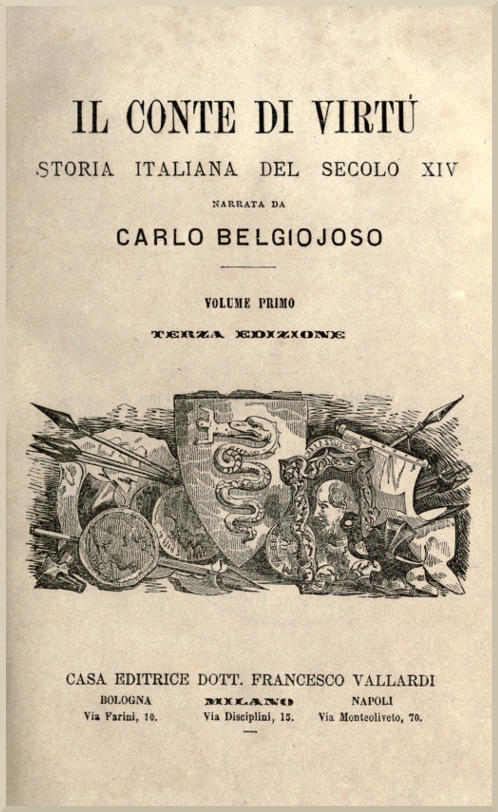 IL CONTE DI VIRTÚ
STORIA ITALIANA DEL SECOLO XIV
NARRATA DA
CARLO BELGIOJOSO
VOLUME PRIMO
TERZA EDIZIONE
CASA EDITRICE DOTT. FRANCESCO VALLARDI
BOLOGNA MILANO NAPOLI
Via Farini, 10. Via Disciplini, 15. Via Monteoliveto, 70.